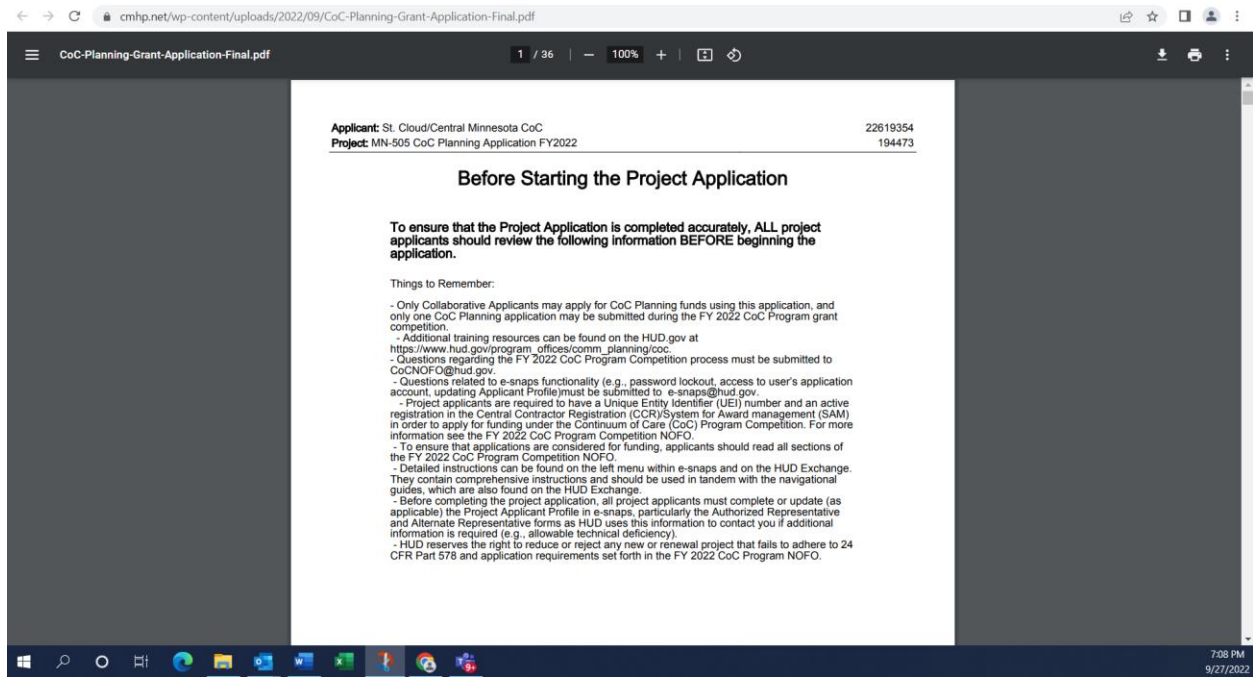 cmhp.net/wp-content/uploads/2022/09/CoC-Planning-Grant-Application-Final.pdf
CoC-Planning-Grant-Application-Final.pdf
1 / 36
100%
Applicant: St. Cloud/Central Minnesota CoC 22619354
Project: MN-505 CoC Planning Application FY2022 194473
Before Starting the Project Application
To ensure that the Project Application is completed accurately, ALL project
applicants should review the following information BEFORE beginning the
application.
Things to Remember:
- Only Collaborative Applicants may apply for CoC Planning funds using this application, and
only one CoC Planning application may be submitted during the FY 2022 CoC Program grant
competition.
- Additional training resources can be found on the HUD.gov at
https://www.hud.gov/program_offices/comm_planning/coc.
- Questions regarding the FY 2022 CoC Program Competition process must be submitted to
CoCNOFO@hud.gov.
- Questions related to e-snaps functionality (e.g., password lockout, access to user's application
account, updating Applicant Profile)must be submitted to e-snaps@hud.gov.
- Project applicants are required to have a Unique Entity Identifier (UEI) number and an active
registration in the Central Contractor Registration (CCR)/System for Award management (SAM)
in order to apply for funding under the Continuum of Care (CoC) Program Competition. For more
information see the FY 2022 CoC Program Competition NOFO.
- To ensure that applications are considered for funding, applicants should read all sections of
the FY 2022 CoC Program Competition NOFO.
- Detailed instructions can be found on the left menu within e-snaps and on the HUD Exchange.
They contain comprehensive instructions and should be used in tandem with the navigational
guides, which are also found on the HUD Exchange.
- Before completing the project application, all project applicants must complete or update (as
applicable) the Project Applicant Profile in e-snaps, particularly the Authorized Representative
and Alternate Representative forms as HUD uses this information to contact you if additional
information is required (e.g., allowable technical deficiency).
- HUD reserves the right to reduce or reject any new or renewal project that fails to adhere to 24
CFR Part 578 and application requirements set forth in the FY 2022 CoC Program NOFO.
9+
7:08 PM
9/27/2022